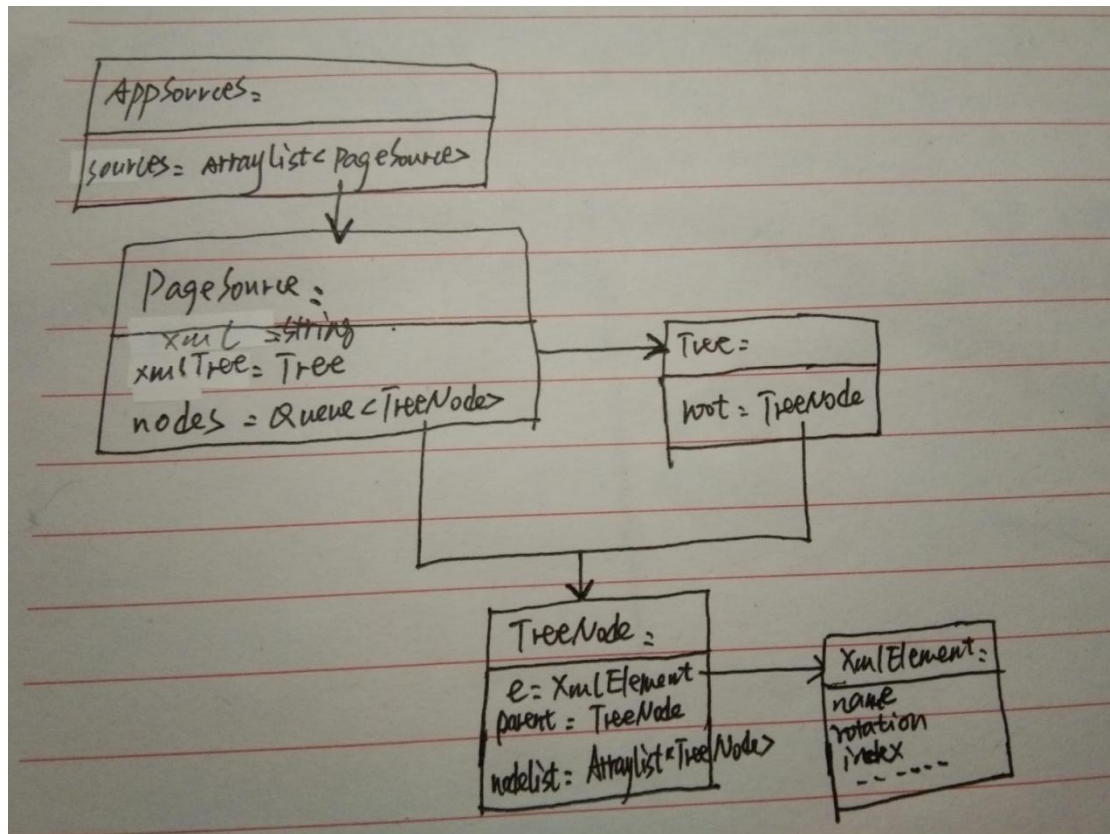 AppSources:
sources: ArrayList<PageSource>
PageSource:
xml :string
xmlTree: Tree
nodes: Queue<TreeNode>
Tree:
root: TreeNode
TreeNode:
e: XmlElement
parent: TreeNode
nodelist: Arraylist<TreeNode>
XmlElement:
name
rotation
index
------